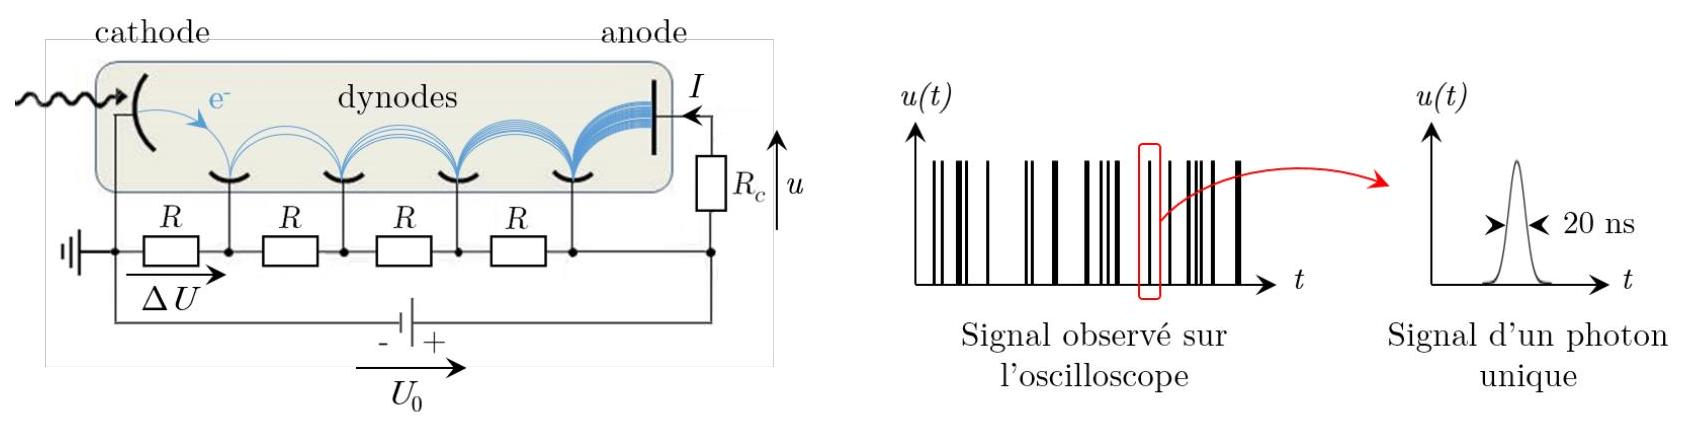 cathode
anode
dynodes
e-
I
R R R R
R_c
u
ΔU
- +
U_0
u(t)
t
Signal observé sur
l'oscilloscope
u(t)
20 ns
t
Signal d'un photon
unique